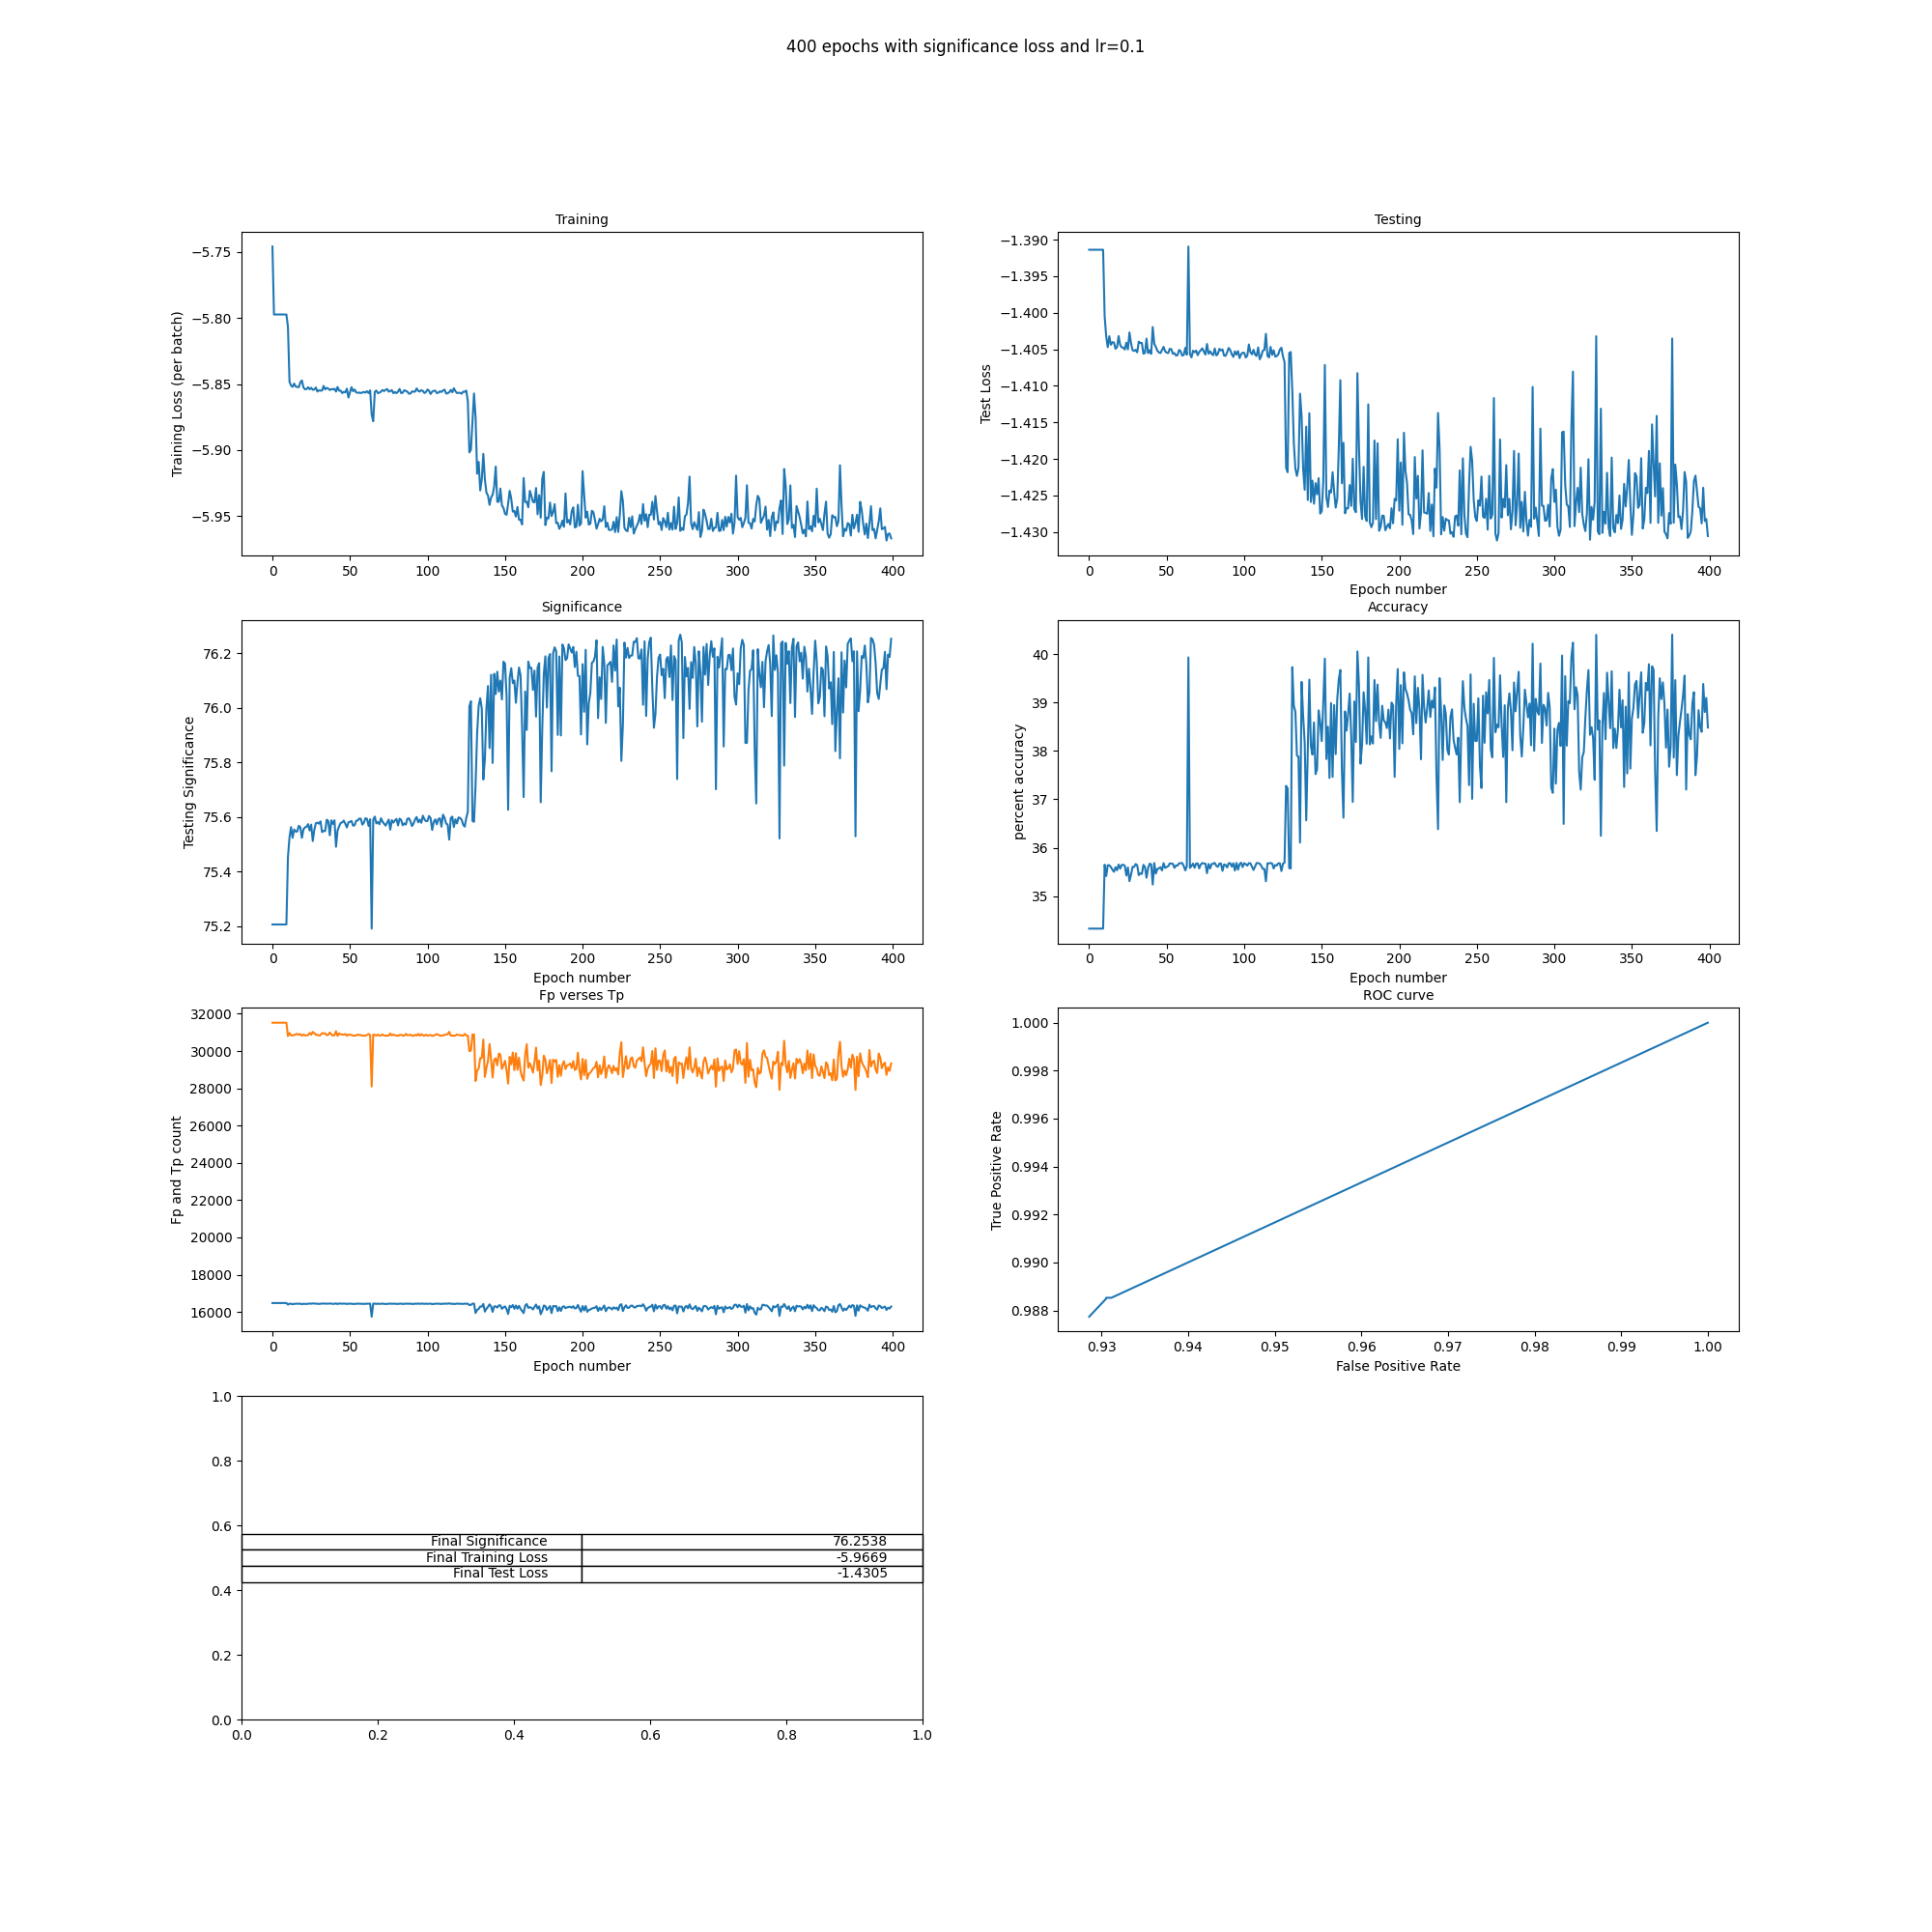 400 epochs with significance loss and lr=0.1
Training
Training Loss (per batch)
−5.75
−5.80
−5.85
−5.90
−5.95
0 50 100 150 200 250 300 350 400
Testing
Test Loss
−1.390
−1.395
−1.400
−1.405
−1.410
−1.415
−1.420
−1.425
−1.430
0 50 100 150 200 250 300 350 400
Epoch number
Significance
Testing Significance
76.2
76.0
75.8
75.6
75.4
75.2
0 50 100 150 200 250 300 350 400
Epoch number
Accuracy
percent accuracy
40
39
38
37
36
35
0 50 100 150 200 250 300 350 400
Epoch number
Fp verses Tp
Fp and Tp count
32000
30000
28000
26000
24000
22000
20000
18000
16000
0 50 100 150 200 250 300 350 400
Epoch number
ROC curve
True Positive Rate
1.000
0.998
0.996
0.994
0.992
0.990
0.988
0.93 0.94 0.95 0.96 0.97 0.98 0.99 1.00
False Positive Rate
1.0
0.8
0.6
0.4
0.2
0.0
Final Significance 76.2538
Final Training Loss -5.9669
Final Test Loss -1.4305
0.0 0.2 0.4 0.6 0.8 1.0